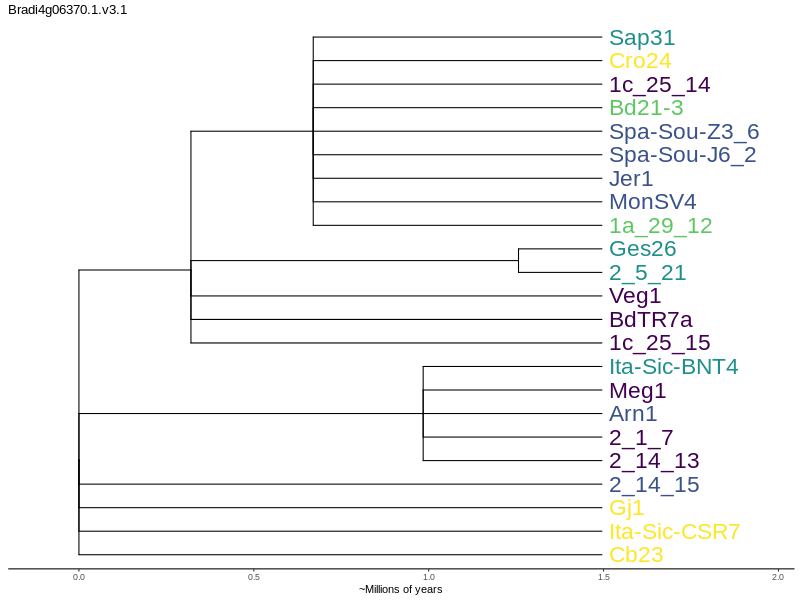 Bradi4g06370.1.v3.1
Sap31
Cro24
1c_25_14
Bd21-3
Spa-Sou-Z3_6
Spa-Sou-J6_2
Jer1
MonSV4
1a_29_12
Ges26
2_5_21
Veg1
BdTR7a
1c_25_15
Ita-Sic-BNT4
Meg1
Arn1
2_1_7
2_14_13
2_14_15
Gj1
Ita-Sic-CSR7
Cb23
0.0 0.5 1.0 1.5 2.0
~Millions of years